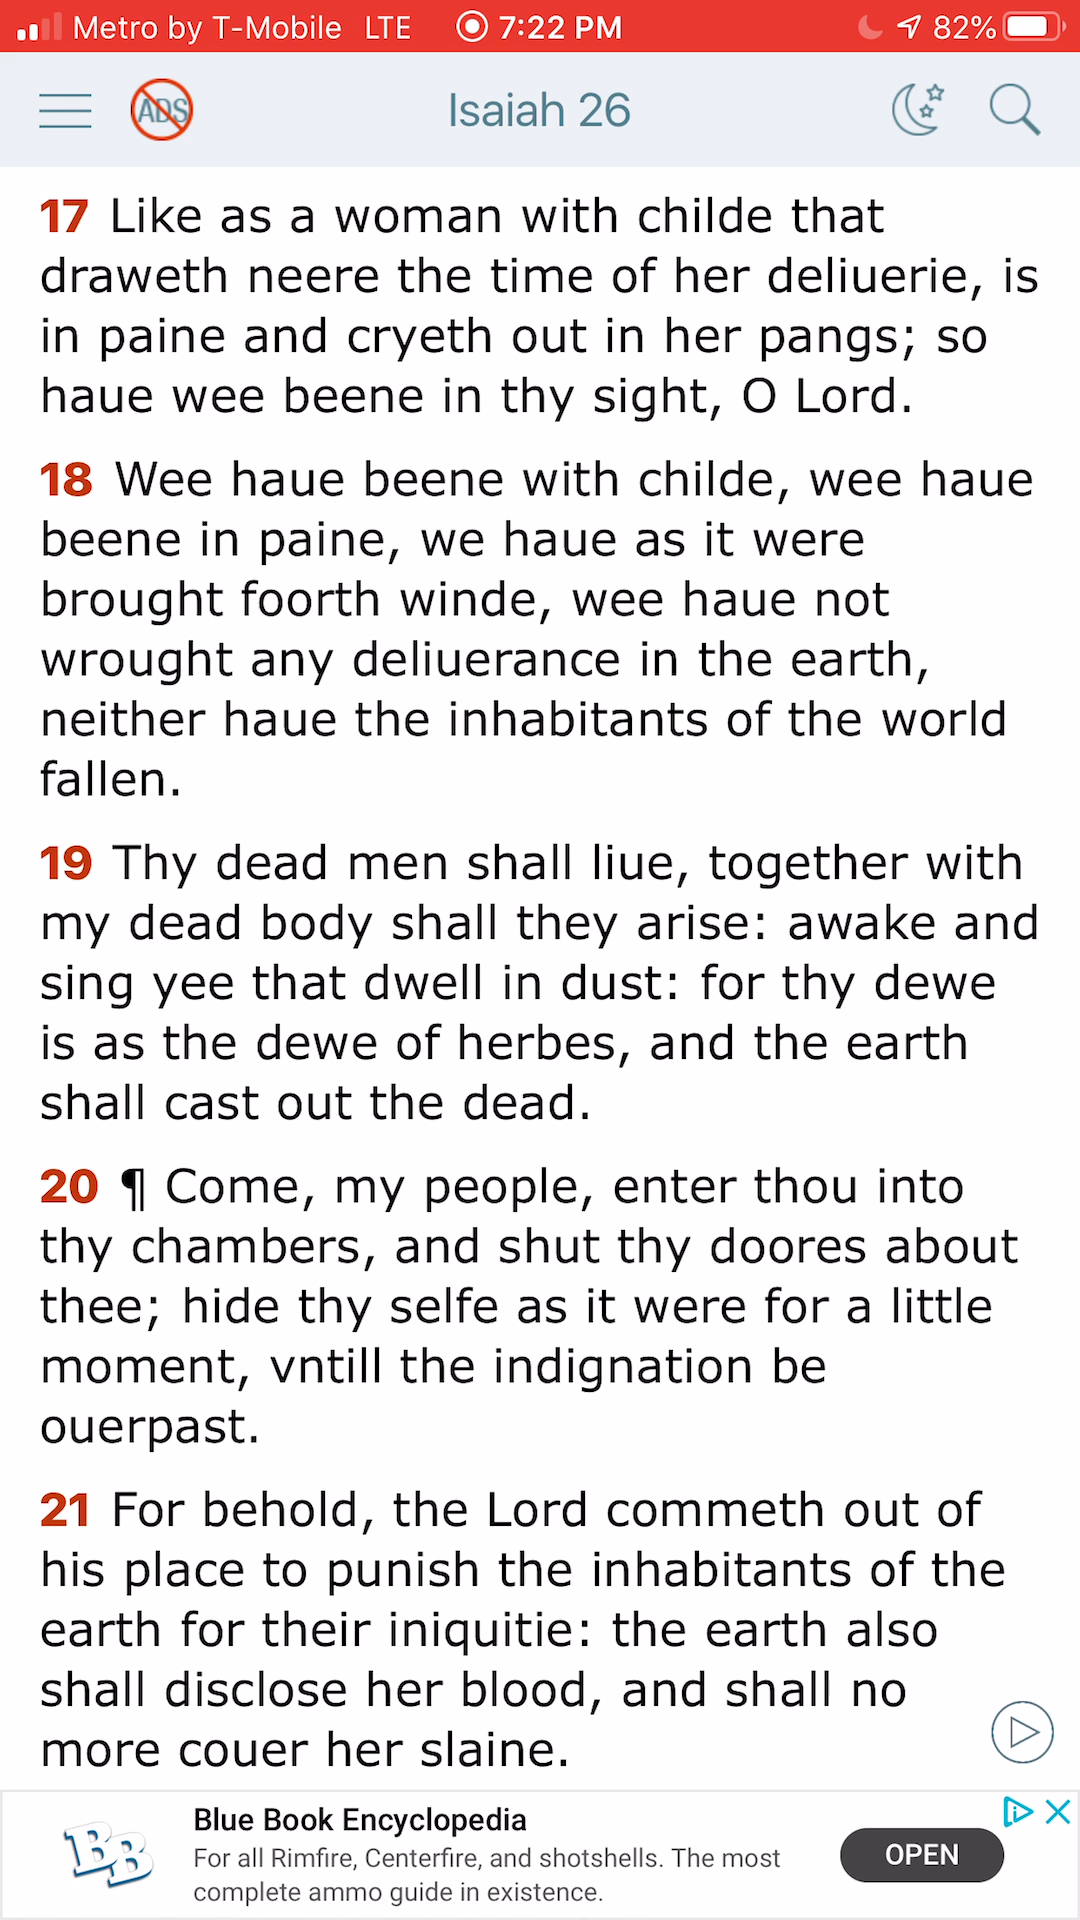 Metro by T-Mobile LTE 7:22 PM 82%
ADS Isaiah 26
17 Like as a woman with childe that
draweth neere the time of her deliuerie, is
in paine and cryeth out in her pangs; so
haue wee beene in thy sight, O Lord.
18 Wee haue beene with childe, wee haue
beene in paine, we haue as it were
brought foorth winde, wee haue not
wrought any deliuerance in the earth,
neither haue the inhabitants of the world
fallen.
19 Thy dead men shall liue, together with
my dead body shall they arise: awake and
sing yee that dwell in dust: for thy dewe
is as the dewe of herbes, and the earth
shall cast out the dead.
20 ¶ Come, my people, enter thou into
thy chambers, and shut thy doores about
thee; hide thy selfe as it were for a little
moment, vntill the indignation be
ouerpast.
21 For behold, the Lord commeth out of
his place to punish the inhabitants of the
earth for their iniquitie: the earth also
shall disclose her blood, and shall no
more couer her slaine.
BB
Blue Book Encyclopedia
For all Rimfire, Centerfire, and shotshells. The most
complete ammo guide in existence.
OPEN